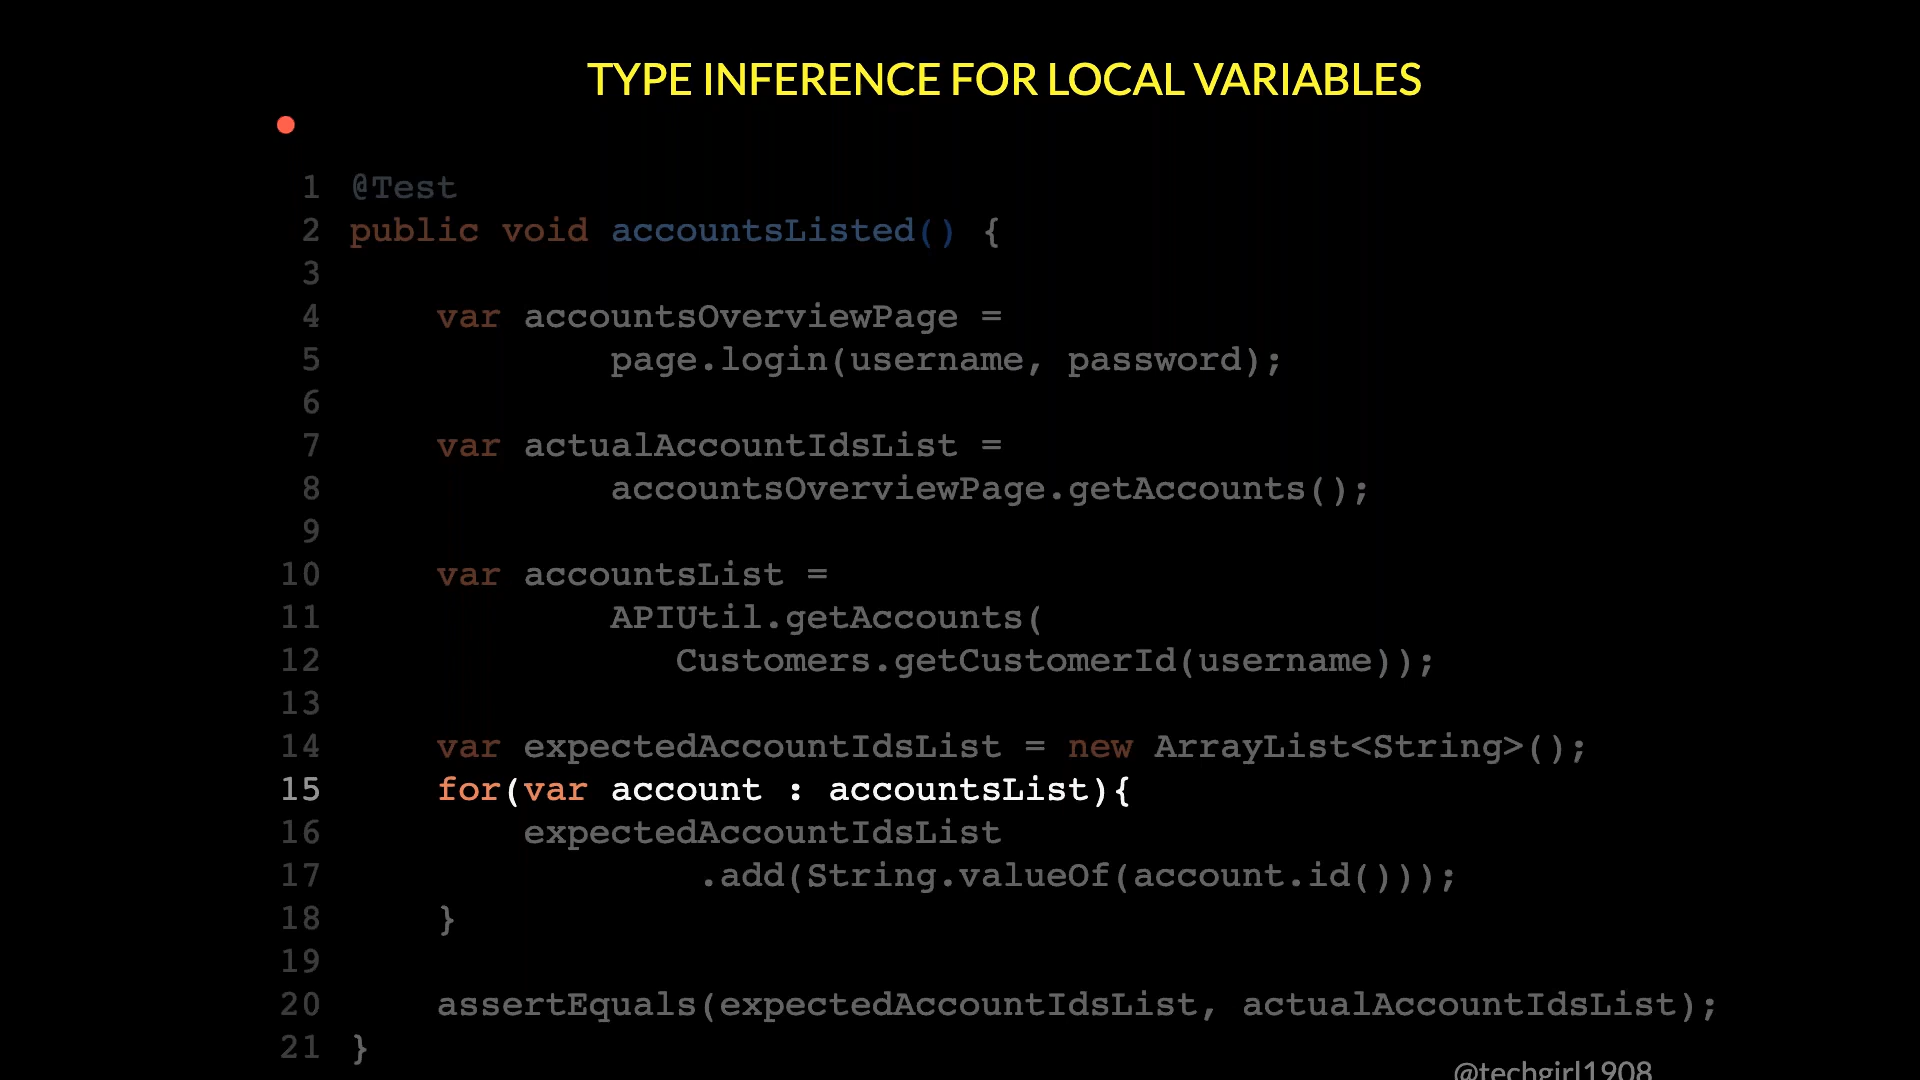 TYPE INFERENCE FOR LOCAL VARIABLES
1 @Test
2 public void accountsListed() {
3
4 var accountsOverviewPage =
5 page.login(username, password);
6
7 var actualAccountIdsList =
8 accountsOverviewPage.getAccounts();
9
10 var accountsList =
11 APIUtil.getAccounts(
12 Customers.getCustomerId(username));
13
14 var expectedAccountIdsList = new ArrayList<String>();
15 for(var account : accountsList){
16 expectedAccountIdsList
17 .add(String.valueOf(account.id()));
18 }
19
20 assertEquals(expectedAccountIdsList, actualAccountIdsList);
21 }
@techgirl1908